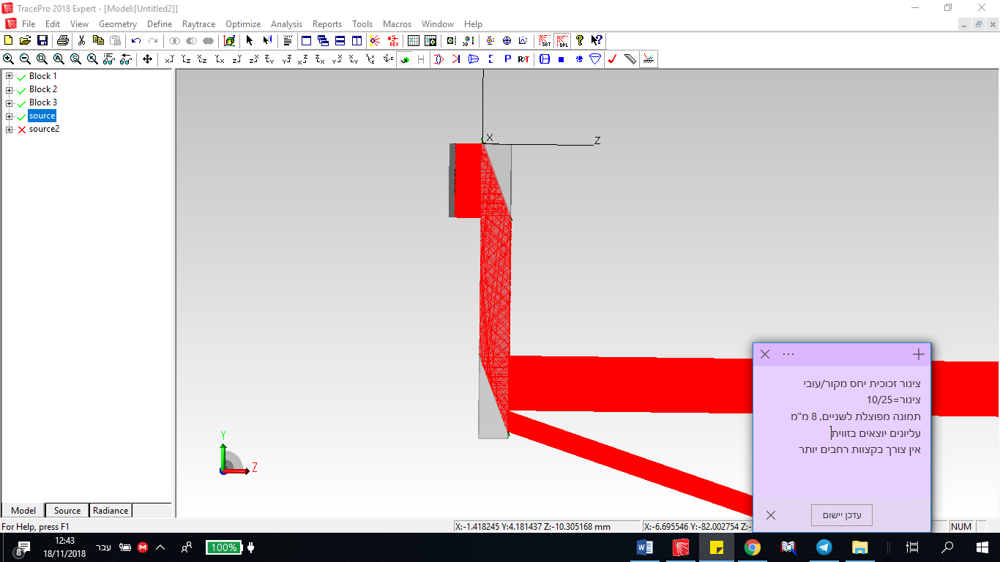 TracePro 2018 Expert - [Model:[Untitled2]]
File Edit View Geometry Define Raytrace Optimize Analysis Reports Tools Macros Window Help
Block 1
Block 2
Block 3
source
source2
X
Z
Y
Z
צינור זכוכית יחס מקור/עובי
צינור=10/25
תמונה מפוצלת לשניים, 8 מ"מ
עליונים יוצאים בזווית
אין צורך בקצוות רחבים יותר
עדכן יישום
Model Source Radiance
For Help, press F1 X:-1.418245 Y:4.181437 Z:-10.305168 mm X:-6.695546 Y:-82.002754 Z:- NUM
8 12:43 עבר 100%
18/11/2018